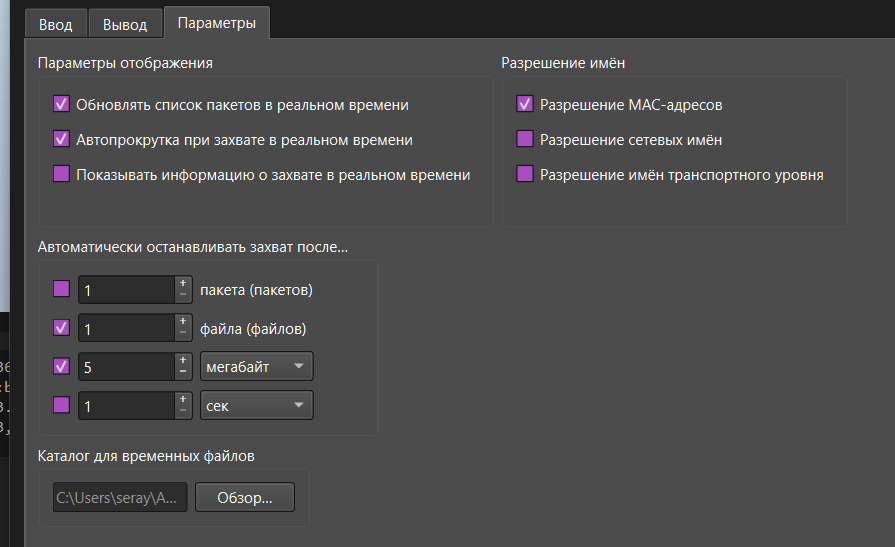 Ввод Вывод Параметры
Параметры отображения
Обновлять список пакетов в реальном времени
Автопрокрутка при захвате в реальном времени
Показывать информацию о захвате в реальном времени
Разрешение имён
Разрешение MAC-адресов
Разрешение сетевых имён
Разрешение имён транспортного уровня
Автоматически останавливать захват после...
1 пакета (пакетов)
1 файла (файлов)
5 мегабайт
1 сек
Каталог для временных файлов
C:\Users\seray\A... Обзор...